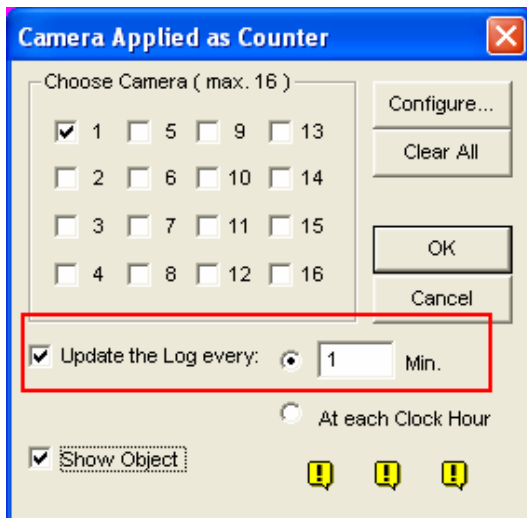 Camera Applied as Counter
Choose Camera ( max. 16 )
1 5 9 13
2 6 10 14
3 7 11 15
4 8 12 16
Configure...
Clear All
OK
Cancel
Update the Log every: 1 Min.
At each Clock Hour
Show Object